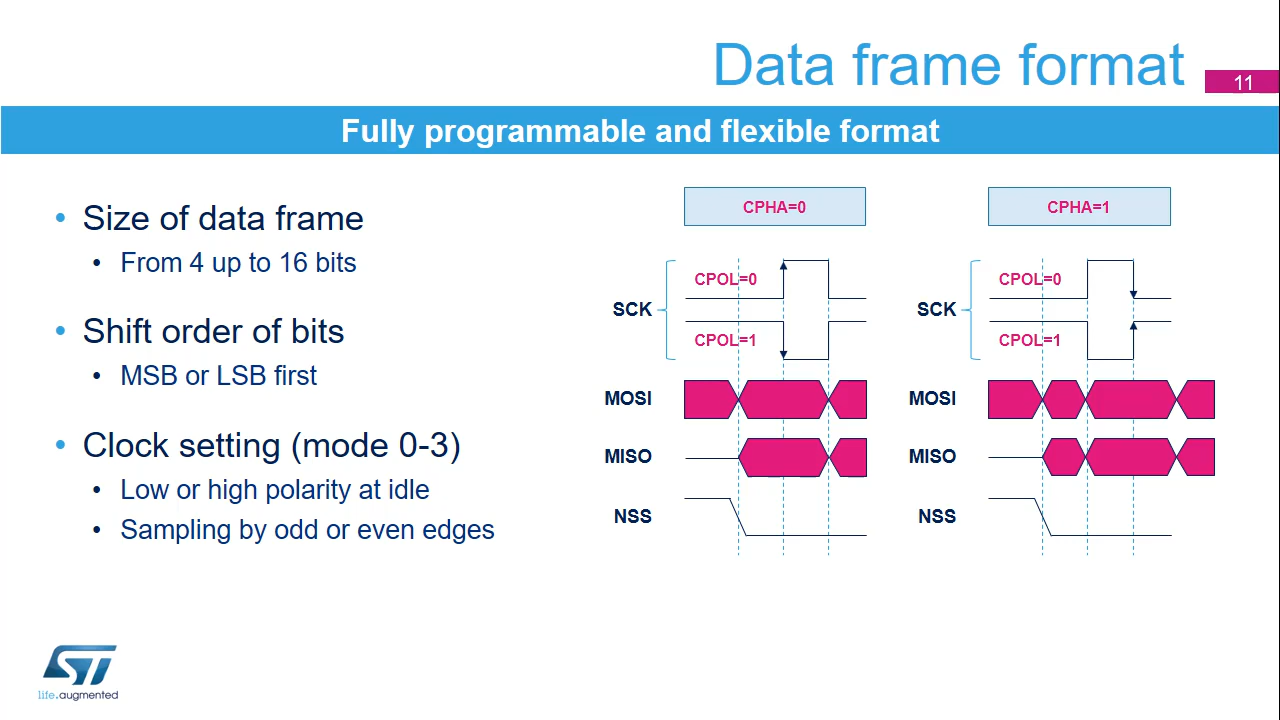 Data frame format
11
Fully programmable and flexible format
• Size of data frame
• From 4 up to 16 bits
• Shift order of bits
• MSB or LSB first
• Clock setting (mode 0-3)
• Low or high polarity at idle
• Sampling by odd or even edges
CPHA=0
CPOL=0
SCK
CPOL=1
MOSI
MISO
NSS
CPHA=1
CPOL=0
SCK
CPOL=1
MOSI
MISO
NSS
ST
life.augmented